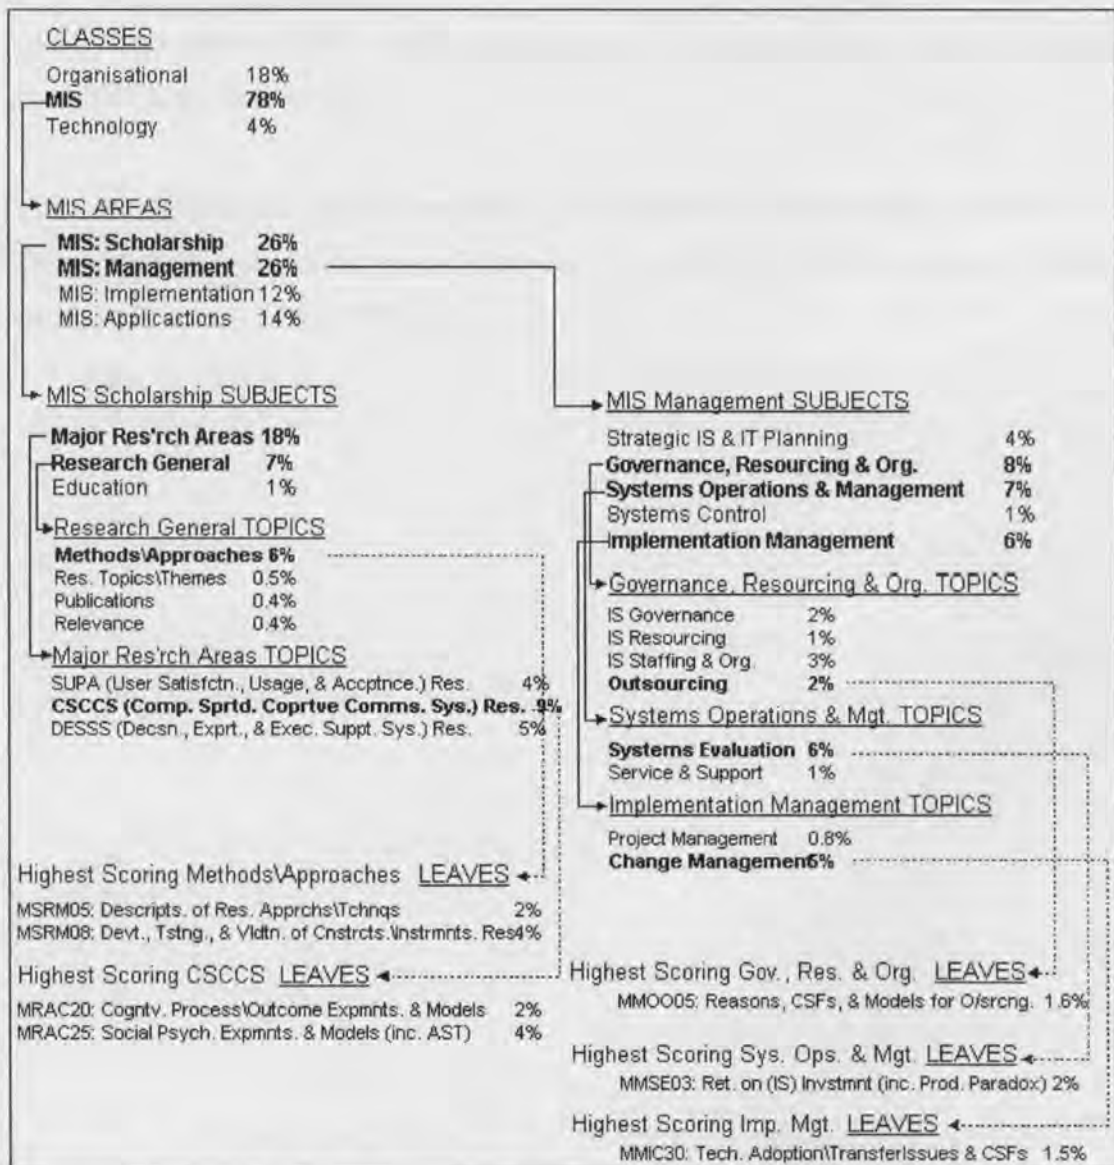 CLASSES
Organisational 18%
MIS 78%
Technology 4%
MIS AREAS
MIS: Scholarship 26%
MIS: Management 26%
MIS: Implementation 12%
MIS: Applicactions 14%
MIS Scholarship SUBJECTS
Major Res'rch Areas 18%
Research General 7%
Education 1%
Research General TOPICS
Methods\Approaches 6%
Res. Topics\Themes 0.5%
Publications 0.4%
Relevance 0.4%
Major Res'rch Areas TOPICS
SUPA (User Satisfctn., Usage, & Accptnce.) Res. 4%
CSCCS (Comp. Sprtd. Coprtve Comms. Sys.) Res. 9%
DESSS (Decsn., Exprt., & Exec. Suppt. Sys.) Res. 5%
Highest Scoring Methods\Approaches LEAVES
MSRM05: Descripts. of Res. Apprchs\Tchnqs 2%
MSRM08: Devt., Tstng., & Vldtn. of Cnstrcts.\Instrmnts. Res 4%
Highest Scoring CSCCS LEAVES
MRAC20: Cogntv. Process\Outcome Expmnts. & Models 2%
MRAC25: Social Psych. Expmnts. & Models (inc. AST) 4%
MIS Management SUBJECTS
Strategic IS & IT Planning 4%
Governance, Resourcing & Org. 8%
Systems Operations & Management 7%
Systems Control 1%
Implementation Management 6%
Governance, Resourcing & Org. TOPICS
IS Governance 2%
IS Resourcing 1%
IS Staffing & Org. 3%
Outsourcing 2%
Systems Operations & Mgt. TOPICS
Systems Evaluation 6%
Service & Support 1%
Implementation Management TOPICS
Project Management 0.8%
Change Management 5%
Highest Scoring Gov., Res. & Org. LEAVES
MMOO05: Reasons, CSFs, & Models for O/srcng. 1.6%
Highest Scoring Sys. Ops. & Mgt. LEAVES
MMSE03: Ret. on (IS) Invstmnt (inc. Prod. Paradox) 2%
Highest Scoring Imp. Mgt. LEAVES
MMIC30: Tech. Adoption\TransferIssues & CSFs 1.5%